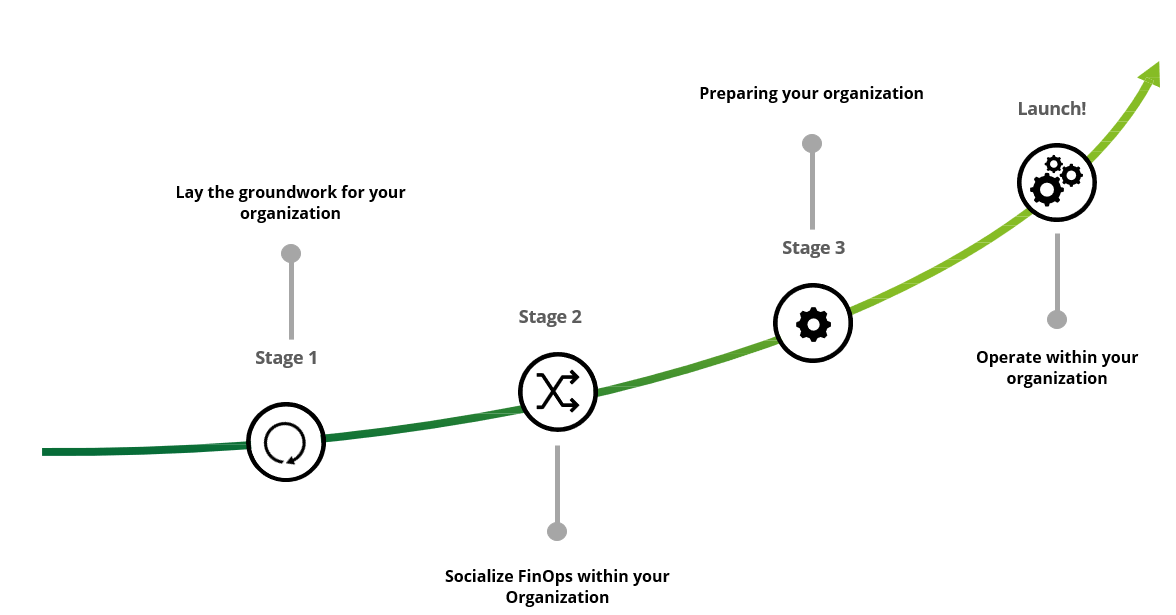 Lay the groundwork for your
organization
Stage 1
Stage 2
Socialize FinOps within your
Organization
Preparing your organization
Stage 3
Launch!
Operate within your
organization